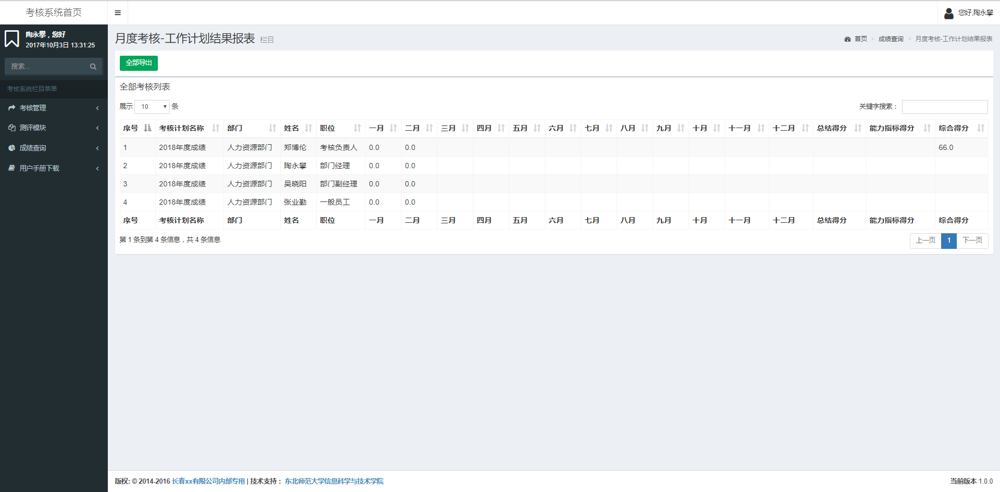 考核系统首页
您好,陶永攀
陶永攀，您好
2017年10月3日 13:31:25
搜索...
考核系统栏目菜单
考核管理
测评模块
成绩查询
用户手册下载
月度考核-工作计划结果报表 栏目
首页 > 成绩查询 > 月度考核-工作计划结果报表
全部导出
全部考核列表
展示 10 条
关键字搜索：
序号 考核计划名称 部门 姓名 职位 一月 二月 三月 四月 五月 六月 七月 八月 九月 十月 十一月 十二月 总结得分 能力指标得分 综合得分
1 2018年度成绩 人力资源部门 郑博伦 考核负责人 0.0 0.0 66.0
2 2018年度成绩 人力资源部门 陶永攀 部门经理 0.0 0.0
3 2018年度成绩 人力资源部门 吴晓阳 部门副经理 0.0 0.0
4 2018年度成绩 人力资源部门 张业勤 一般员工 0.0 0.0
序号 考核计划名称 部门 姓名 职位 一月 二月 三月 四月 五月 六月 七月 八月 九月 十月 十一月 十二月 总结得分 能力指标得分 综合得分
第 1 条到第 4 条信息，共 4 条信息
上一页 1 下一页
版权: © 2014-2016 长春xx有限公司内部专用 | 技术支持： 东北师范大学信息科学与技术学院
当前版本 1.0.0